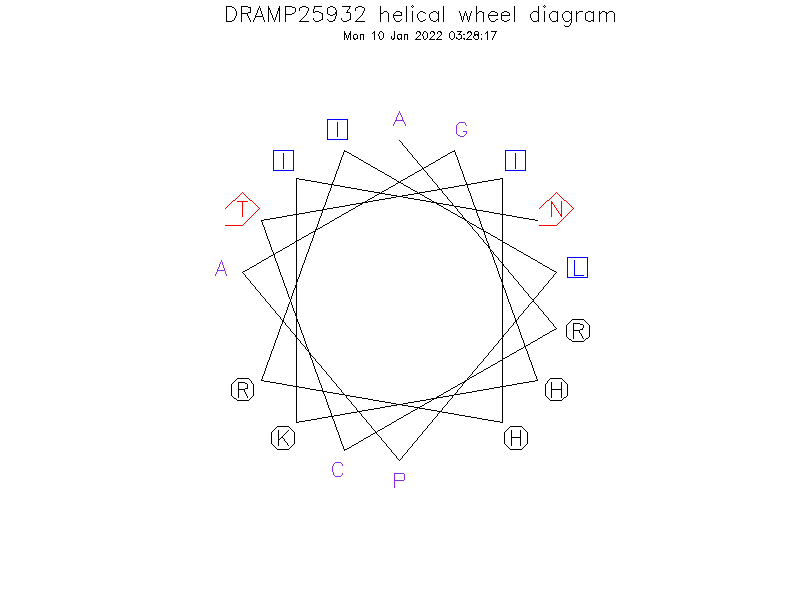 DRAMP25932 helical wheel diagram
Mon 10 Jan 2022 03:28:17
A
I G
I I
T N
A L
R
R H
K H
C
P